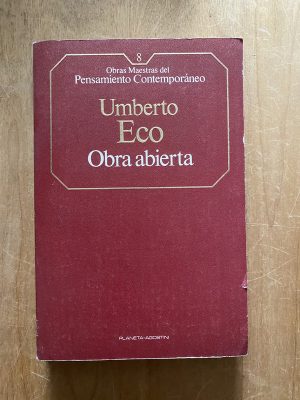 8
Obras Maestras del
Pensamiento Contemporáneo
Umberto
Eco
Obra abierta
PLANETA-AGOSTINI